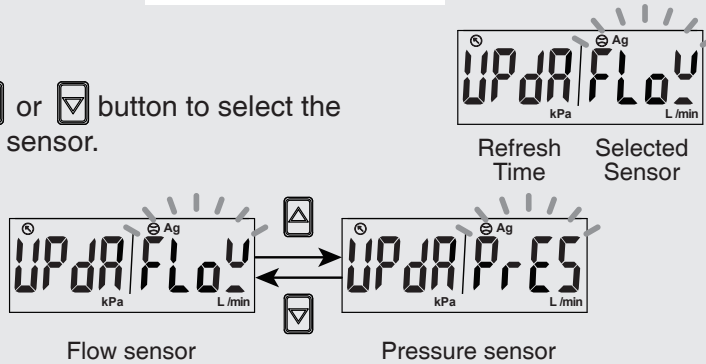 Ag
UPdA FLoW
kPa L/min
or button to select the
sensor.
Refresh Time
Selected Sensor
Ag
UPdA FLoW
kPa L/min
Ag
UPdA PrES
kPa L/min
Flow sensor
Pressure sensor